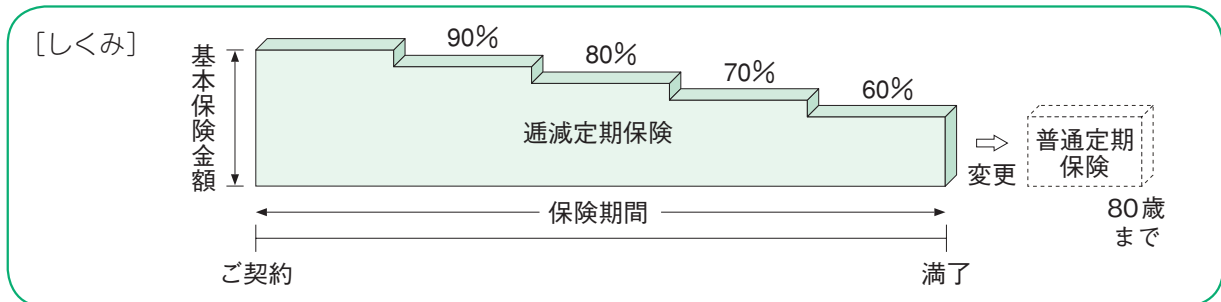 [しくみ]
基本保険金額
90%
80%
70%
60%
逓減定期保険
変更
普通定期
保険
80歳
まで
保険期間
ご契約
満了